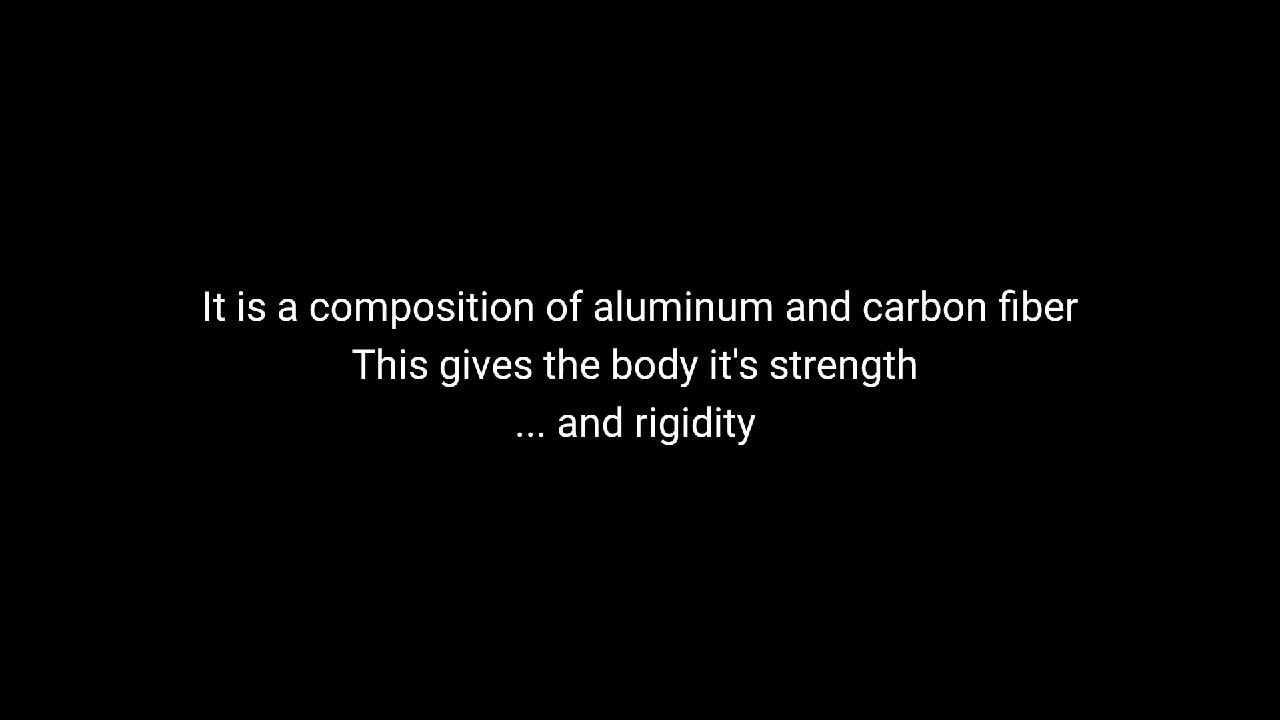 It is a composition of aluminum and carbon fiber
This gives the body it's strength
... and rigidity